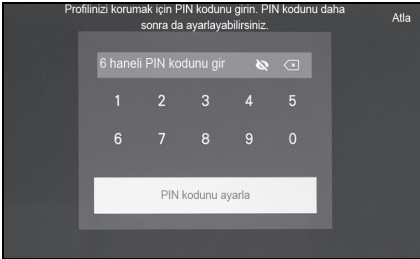 Profilinizi korumak için PIN kodunu girin. PIN kodunu daha
sonra da ayarlayabilirsiniz.
Atla
6 haneli PIN kodunu gir
1 2 3 4 5
6 7 8 9 0
PIN kodunu ayarla